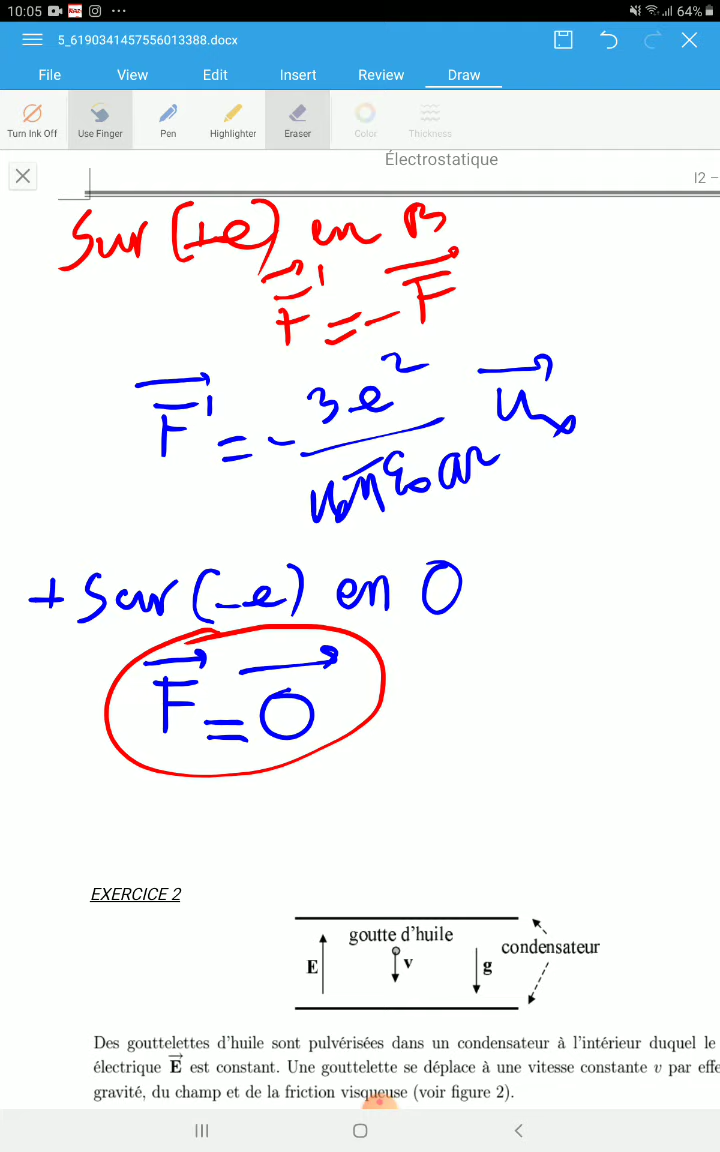 10:05 64%
5_6190341457556013388.docx
File View Edit Insert Review Draw
Turn Ink Off Use Finger Pen Highlighter Eraser Color Thickness
Électrostatique
I2 –
Sur (+e) en B
F' = - F
F' = - 3e² / 4πε₀a² uₓ
+ Sur (-e) en O
F = O
EXERCICE 2
goutte d'huile
condensateur
E v g
Des gouttelettes d'huile sont pulvérisées dans un condensateur à l'intérieur duquel le
électrique E est constant. Une gouttelette se déplace à une vitesse constante v par effe
gravité, du champ et de la friction visqueuse (voir figure 2).